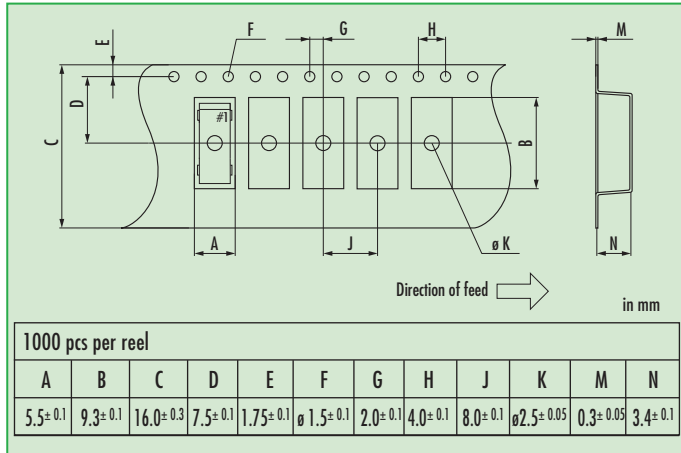 F G H M
E
D
C
#1
B
A J ø K N
Direction of feed
in mm
1000 pcs per reel
A B C D E F G H J K M N
5.5± 0.1 9.3± 0.1 16.0± 0.3 7.5± 0.1 1.75± 0.1 ø 1.5± 0.1 2.0± 0.1 4.0± 0.1 8.0± 0.1 ø2.5± 0.05 0.3± 0.05 3.4± 0.1